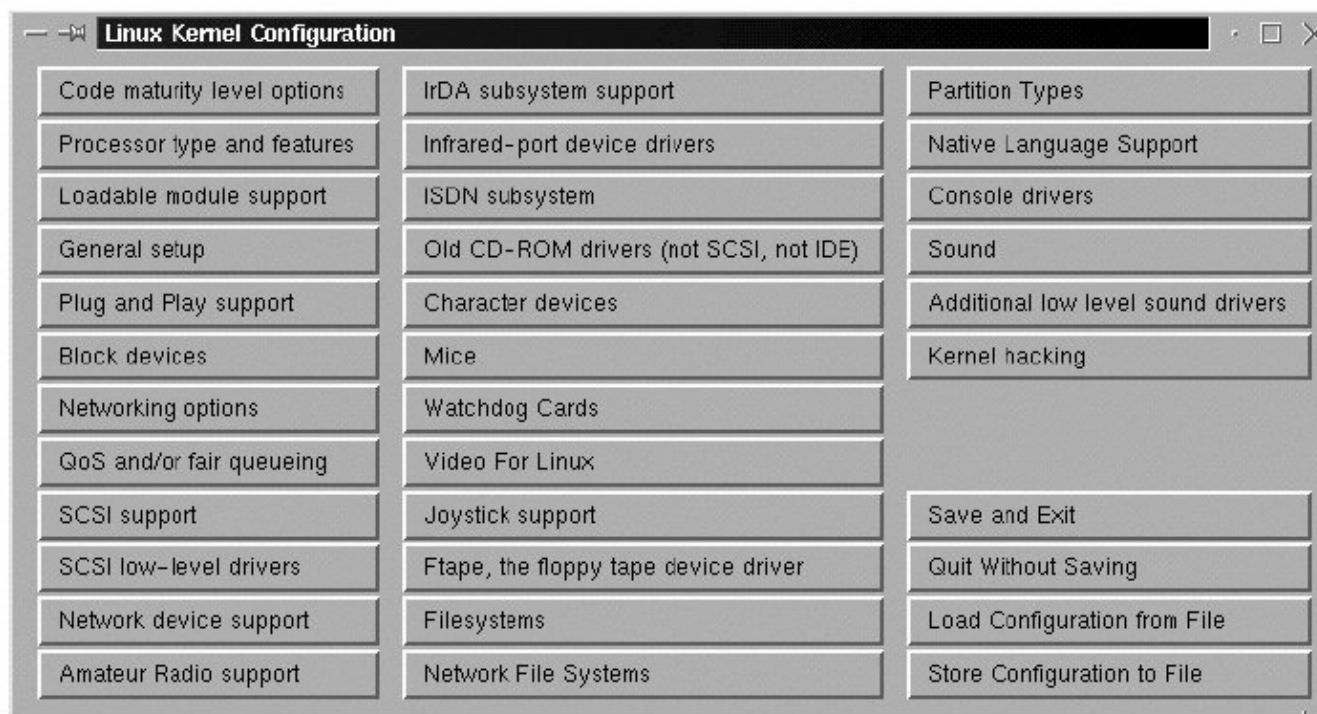 Linux Kernel Configuration
Code maturity level options
Processor type and features
Loadable module support
General setup
Plug and Play support
Block devices
Networking options
QoS and/or fair queueing
SCSI support
SCSI low-level drivers
Network device support
Amateur Radio support
IrDA subsystem support
Infrared-port device drivers
ISDN subsystem
Old CD-ROM drivers (not SCSI, not IDE)
Character devices
Mice
Watchdog Cards
Video For Linux
Joystick support
Ftape, the floppy tape device driver
Filesystems
Network File Systems
Partition Types
Native Language Support
Console drivers
Sound
Additional low level sound drivers
Kernel hacking
Save and Exit
Quit Without Saving
Load Configuration from File
Store Configuration to File